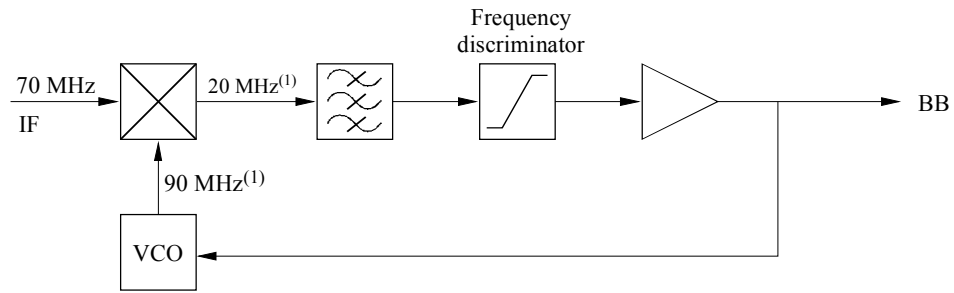 Frequency
discriminator
70 MHz
20 MHz(1)
IF
BB
90 MHz(1)
VCO